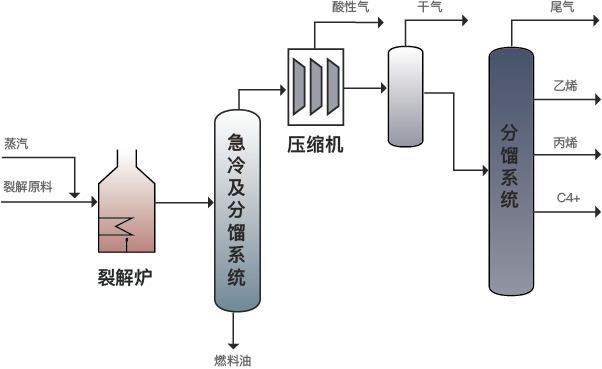 酸性气
干气
尾气
乙烯
丙烯
C4+
蒸汽
裂解原料
裂解炉
急冷及分馏系统
压缩机
分馏系统
燃料油